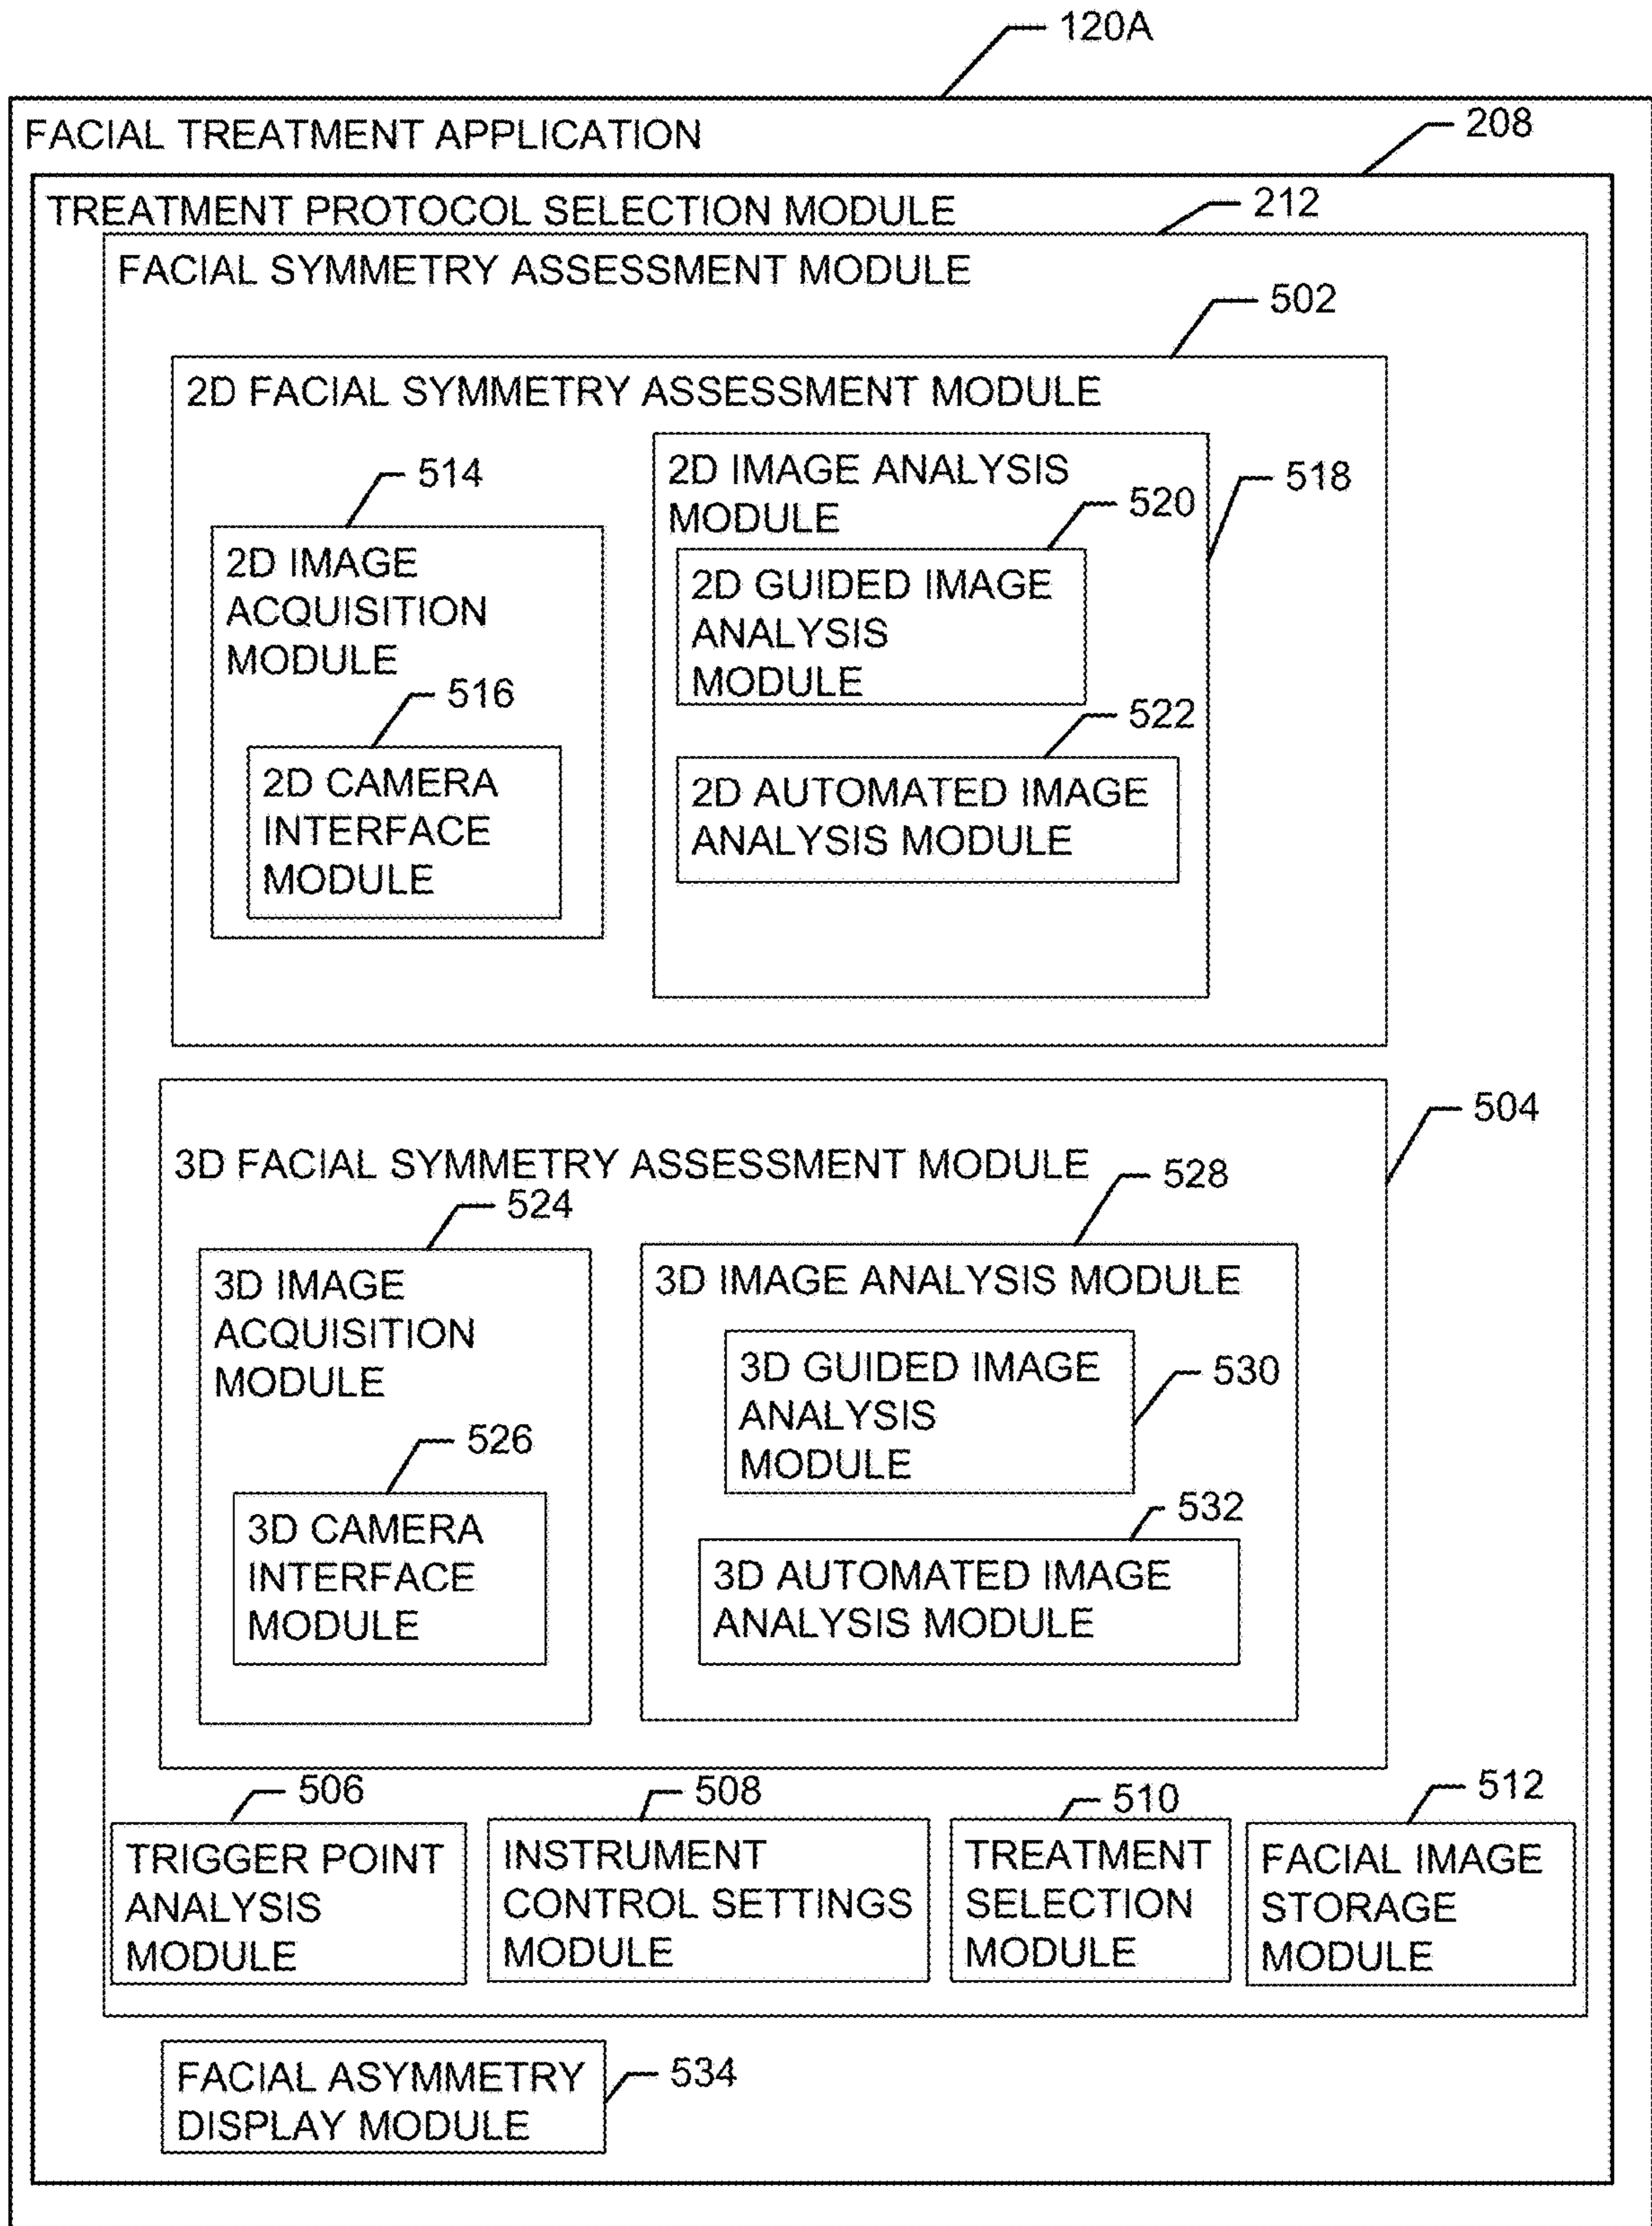 120A
FACIAL TREATMENT APPLICATION
208
TREATMENT PROTOCOL SELECTION MODULE
212
FACIAL SYMMETRY ASSESSMENT MODULE
502
2D FACIAL SYMMETRY ASSESSMENT MODULE
514
2D IMAGE
ACQUISITION
MODULE
516
2D CAMERA
INTERFACE
MODULE
2D IMAGE ANALYSIS
MODULE
518
520
2D GUIDED IMAGE
ANALYSIS
MODULE
522
2D AUTOMATED IMAGE
ANALYSIS MODULE
504
3D FACIAL SYMMETRY ASSESSMENT MODULE
524
3D IMAGE
ACQUISITION
MODULE
526
3D CAMERA
INTERFACE
MODULE
528
3D IMAGE ANALYSIS MODULE
3D GUIDED IMAGE
ANALYSIS
MODULE
530
532
3D AUTOMATED IMAGE
ANALYSIS MODULE
506
TRIGGER POINT
ANALYSIS
MODULE
508
INSTRUMENT
CONTROL SETTINGS
MODULE
510
TREATMENT
SELECTION
MODULE
512
FACIAL IMAGE
STORAGE
MODULE
FACIAL ASYMMETRY
DISPLAY MODULE
534